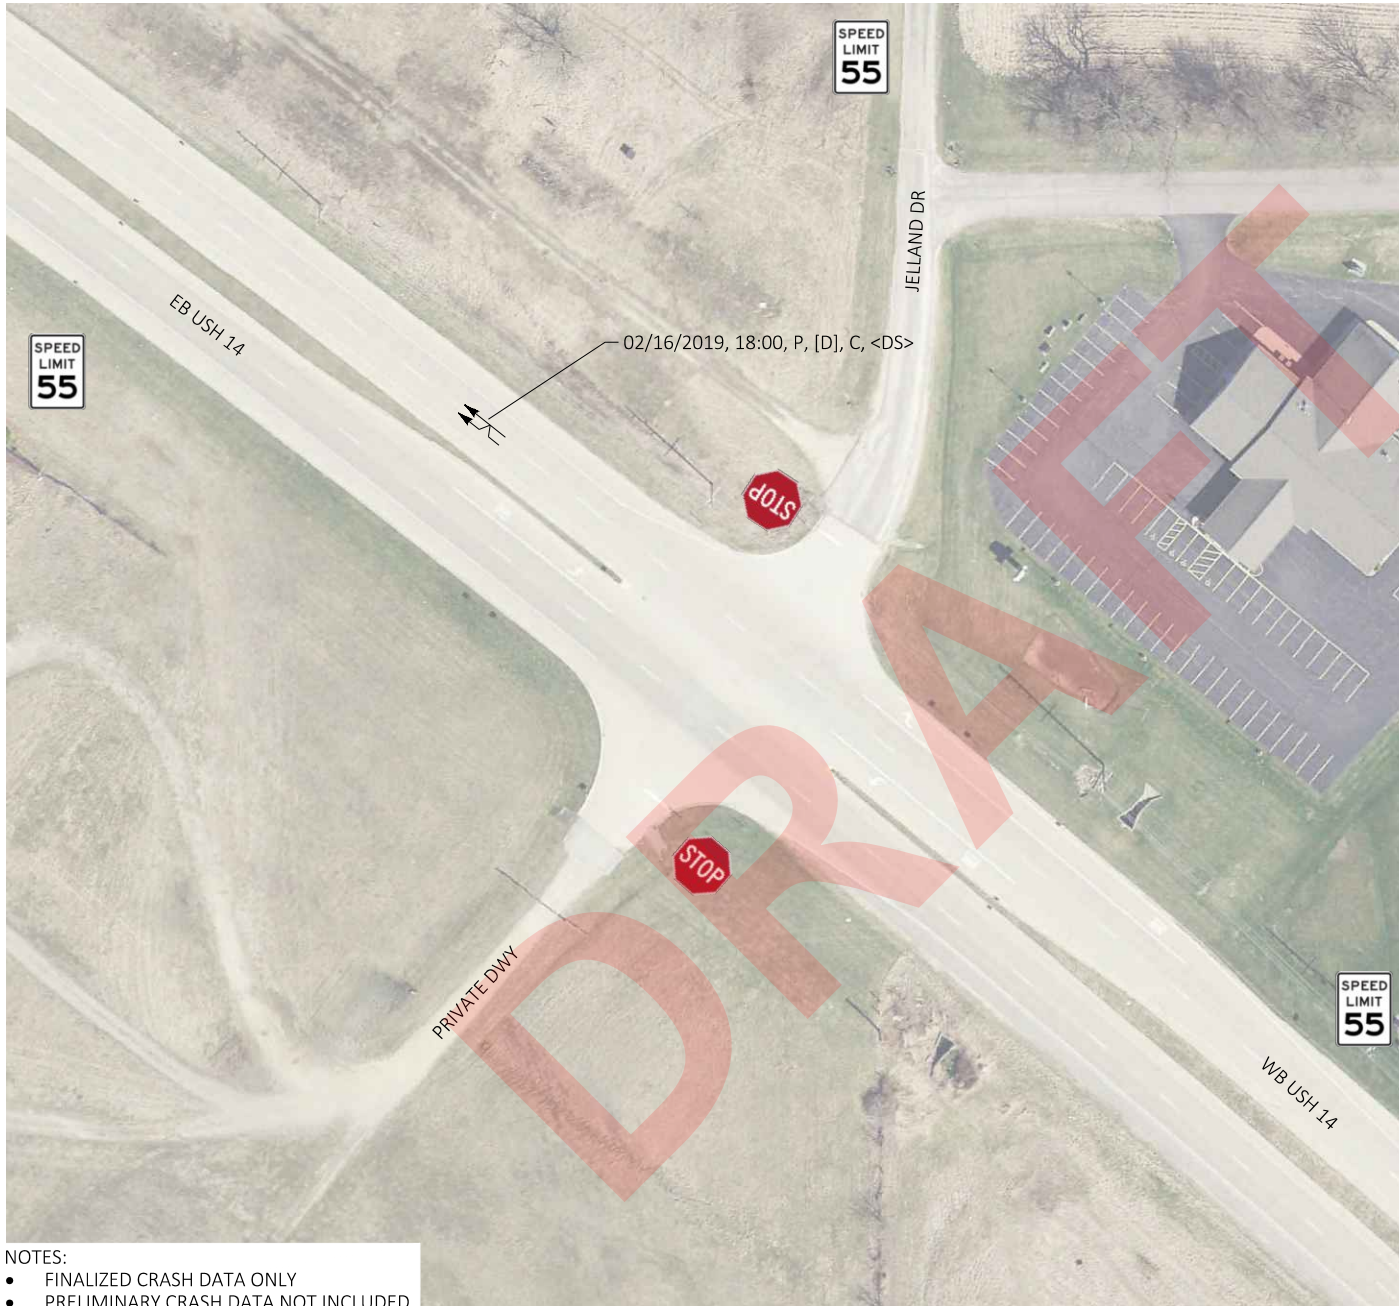 SPEED
LIMIT
55
JELLAND DR
EB USH 14
02/16/2019, 18:00, P, [D], C, <DS>
SPEED
LIMIT
55
STOP
STOP
DRAFT
PRIVATE DWY
SPEED
LIMIT
55
WB USH 14
NOTES:
• FINALIZED CRASH DATA ONLY
• PRELIMINARY CRASH DATA NOT INCLUDED